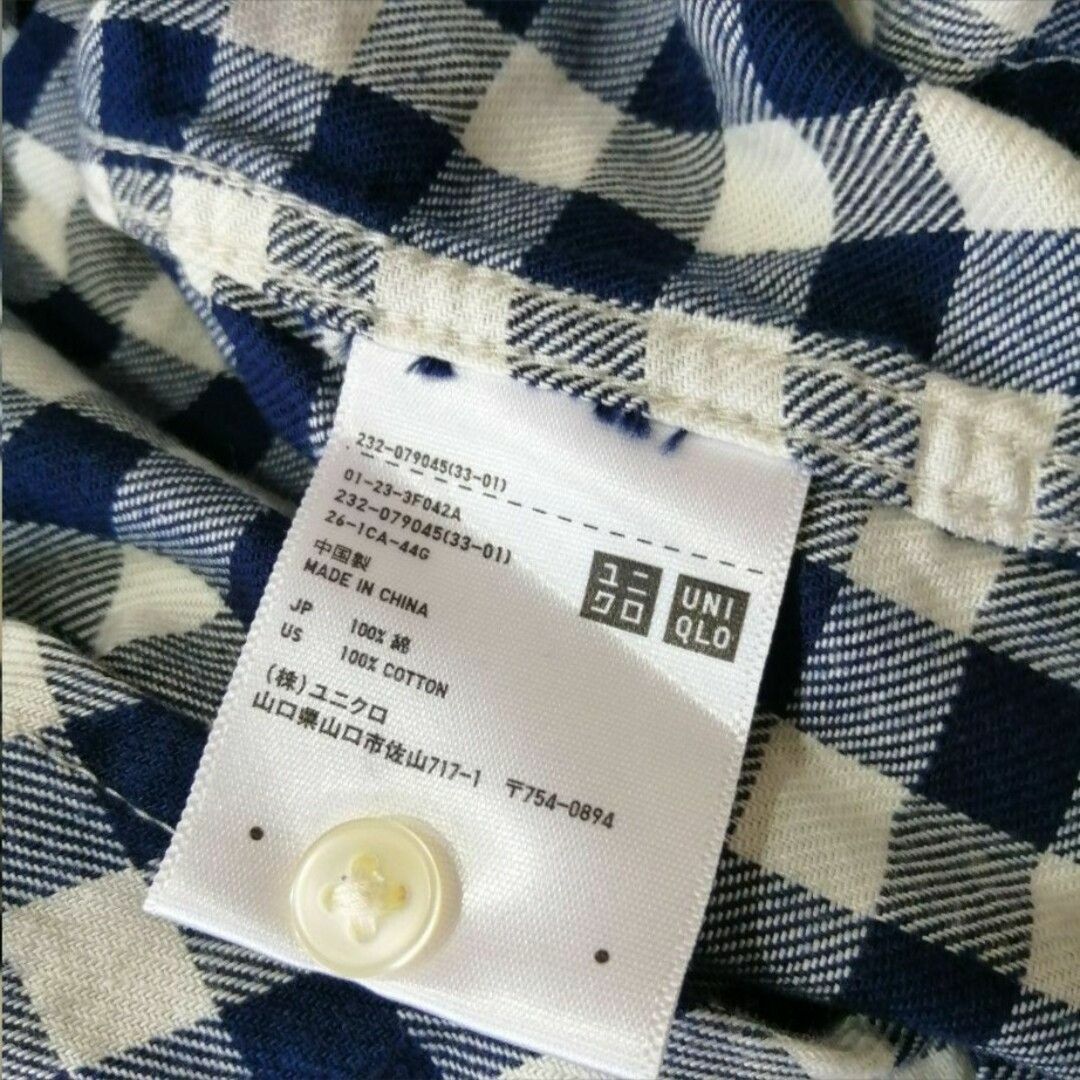 232-079045(33-01)
01-23-3F042A
232-079045(33-01)
26-1CA-44G
中国製
MADE IN CHINA
JP 100% 綿
US 100% COTTON
(株)ユニクロ
山口県山口市佐山717-1 〒754-0894
ユニ
クロ
UNI
QLO